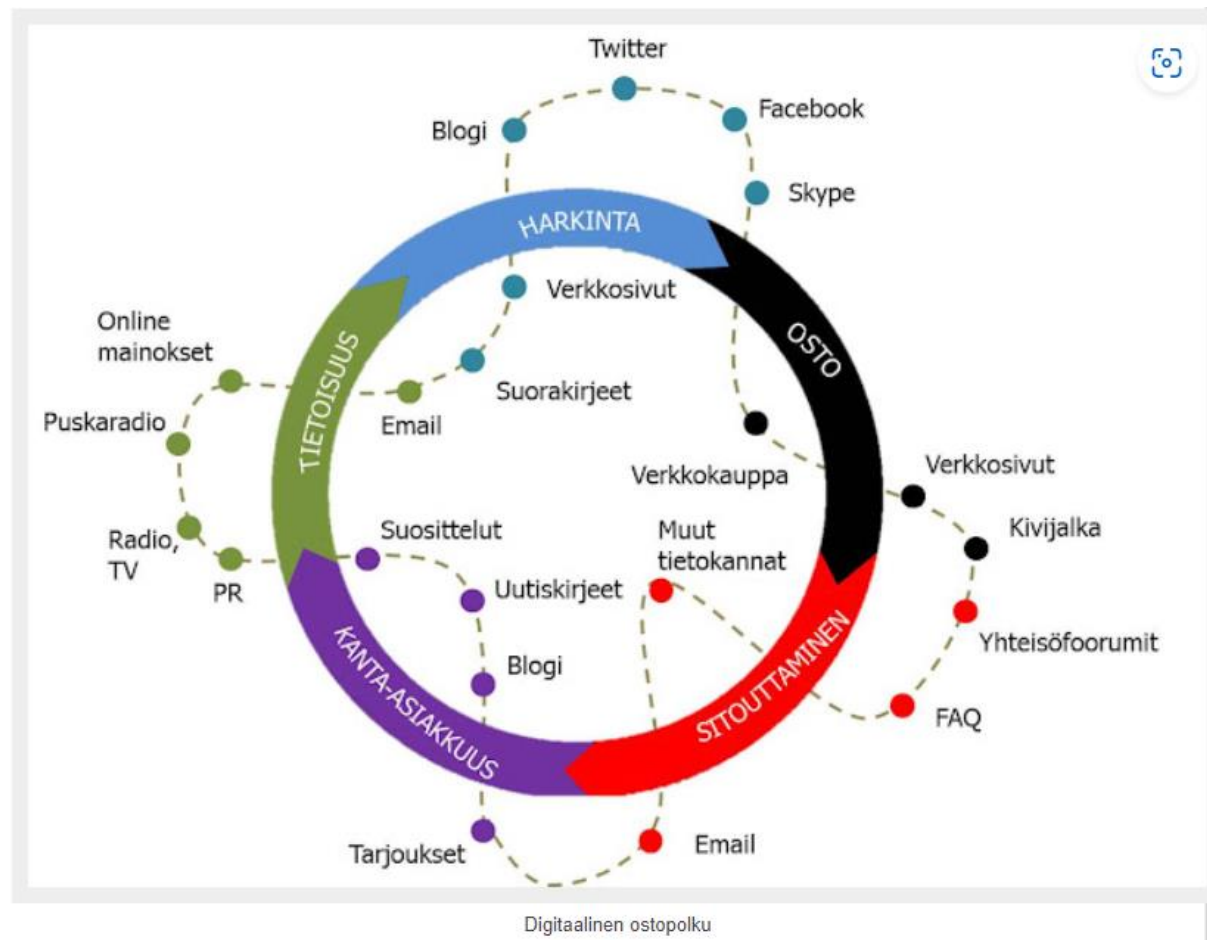 Twitter
Blogi
Facebook
Skype
HARKINTA
Verkkosivut
Online
mainokset
OSTO
TIETOISUUS
Suorakirjeet
Puskaradio
Email
Verkkokauppa
Verkkosivut
Radio,
TV
Suosittelut
Muut
tietokannat
Kivijalka
PR
Uutiskirjeet
Yhteisöfoorumit
Blogi
KANTA-ASIAKKUUS
SITOUTTAMINEN
FAQ
Tarjoukset
Email
Digitaalinen ostopolku